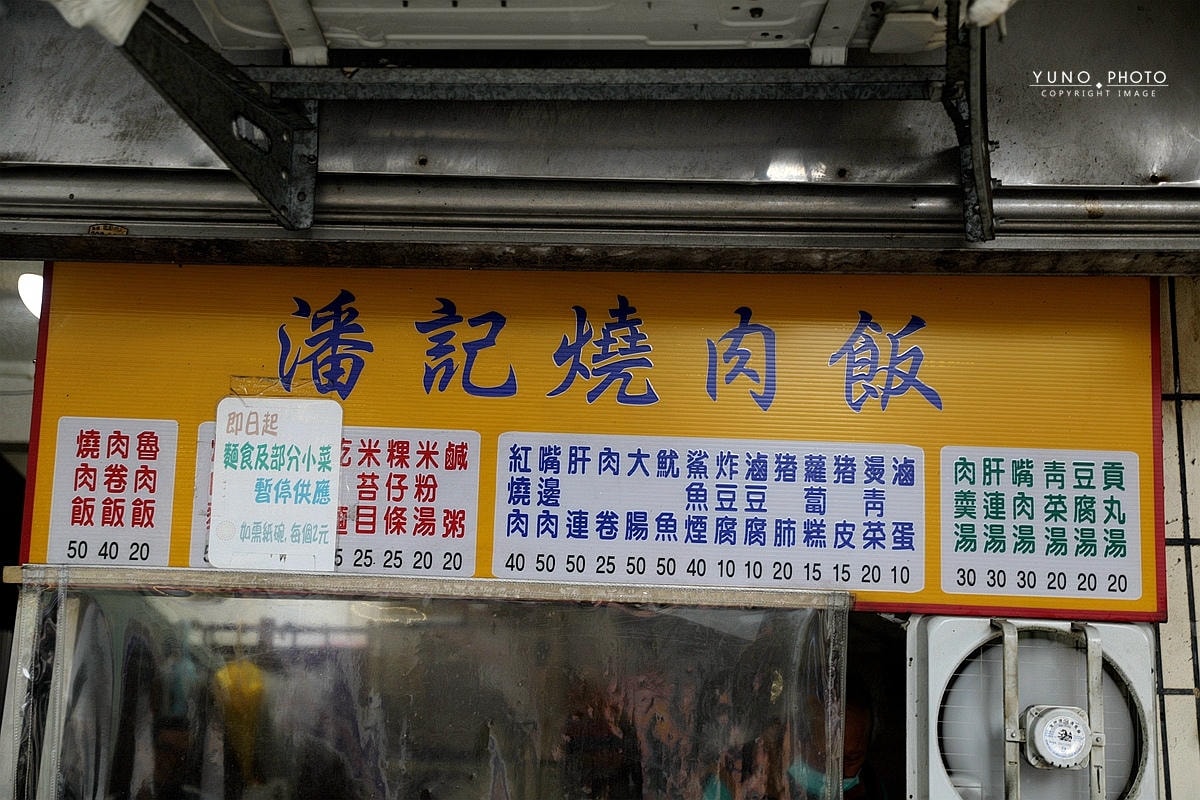 YUNO PHOTO
COPYRIGHT IMAGE
潘記燒肉飯
燒肉飯 50
肉卷飯 40
魯肉飯 20
即日起
麵食及部分小菜
暫停供應
如需紙碗,每個2元
米苔目 25
粿仔條 25
米粉湯 20
鹹粥 20
紅燒肉 40
嘴邊肉 50
肝連 50
肉卷 25
大腸 50
魷魚 50
鯊魚煙 40
炸豆腐 10
滷豆腐 10
豬肺 20
蘿蔔糕 15
豬皮 15
燙青菜 20
滷蛋 10
肉羹湯 30
肝連湯 30
嘴肉湯 30
青菜湯 20
豆腐湯 20
貢丸湯 20